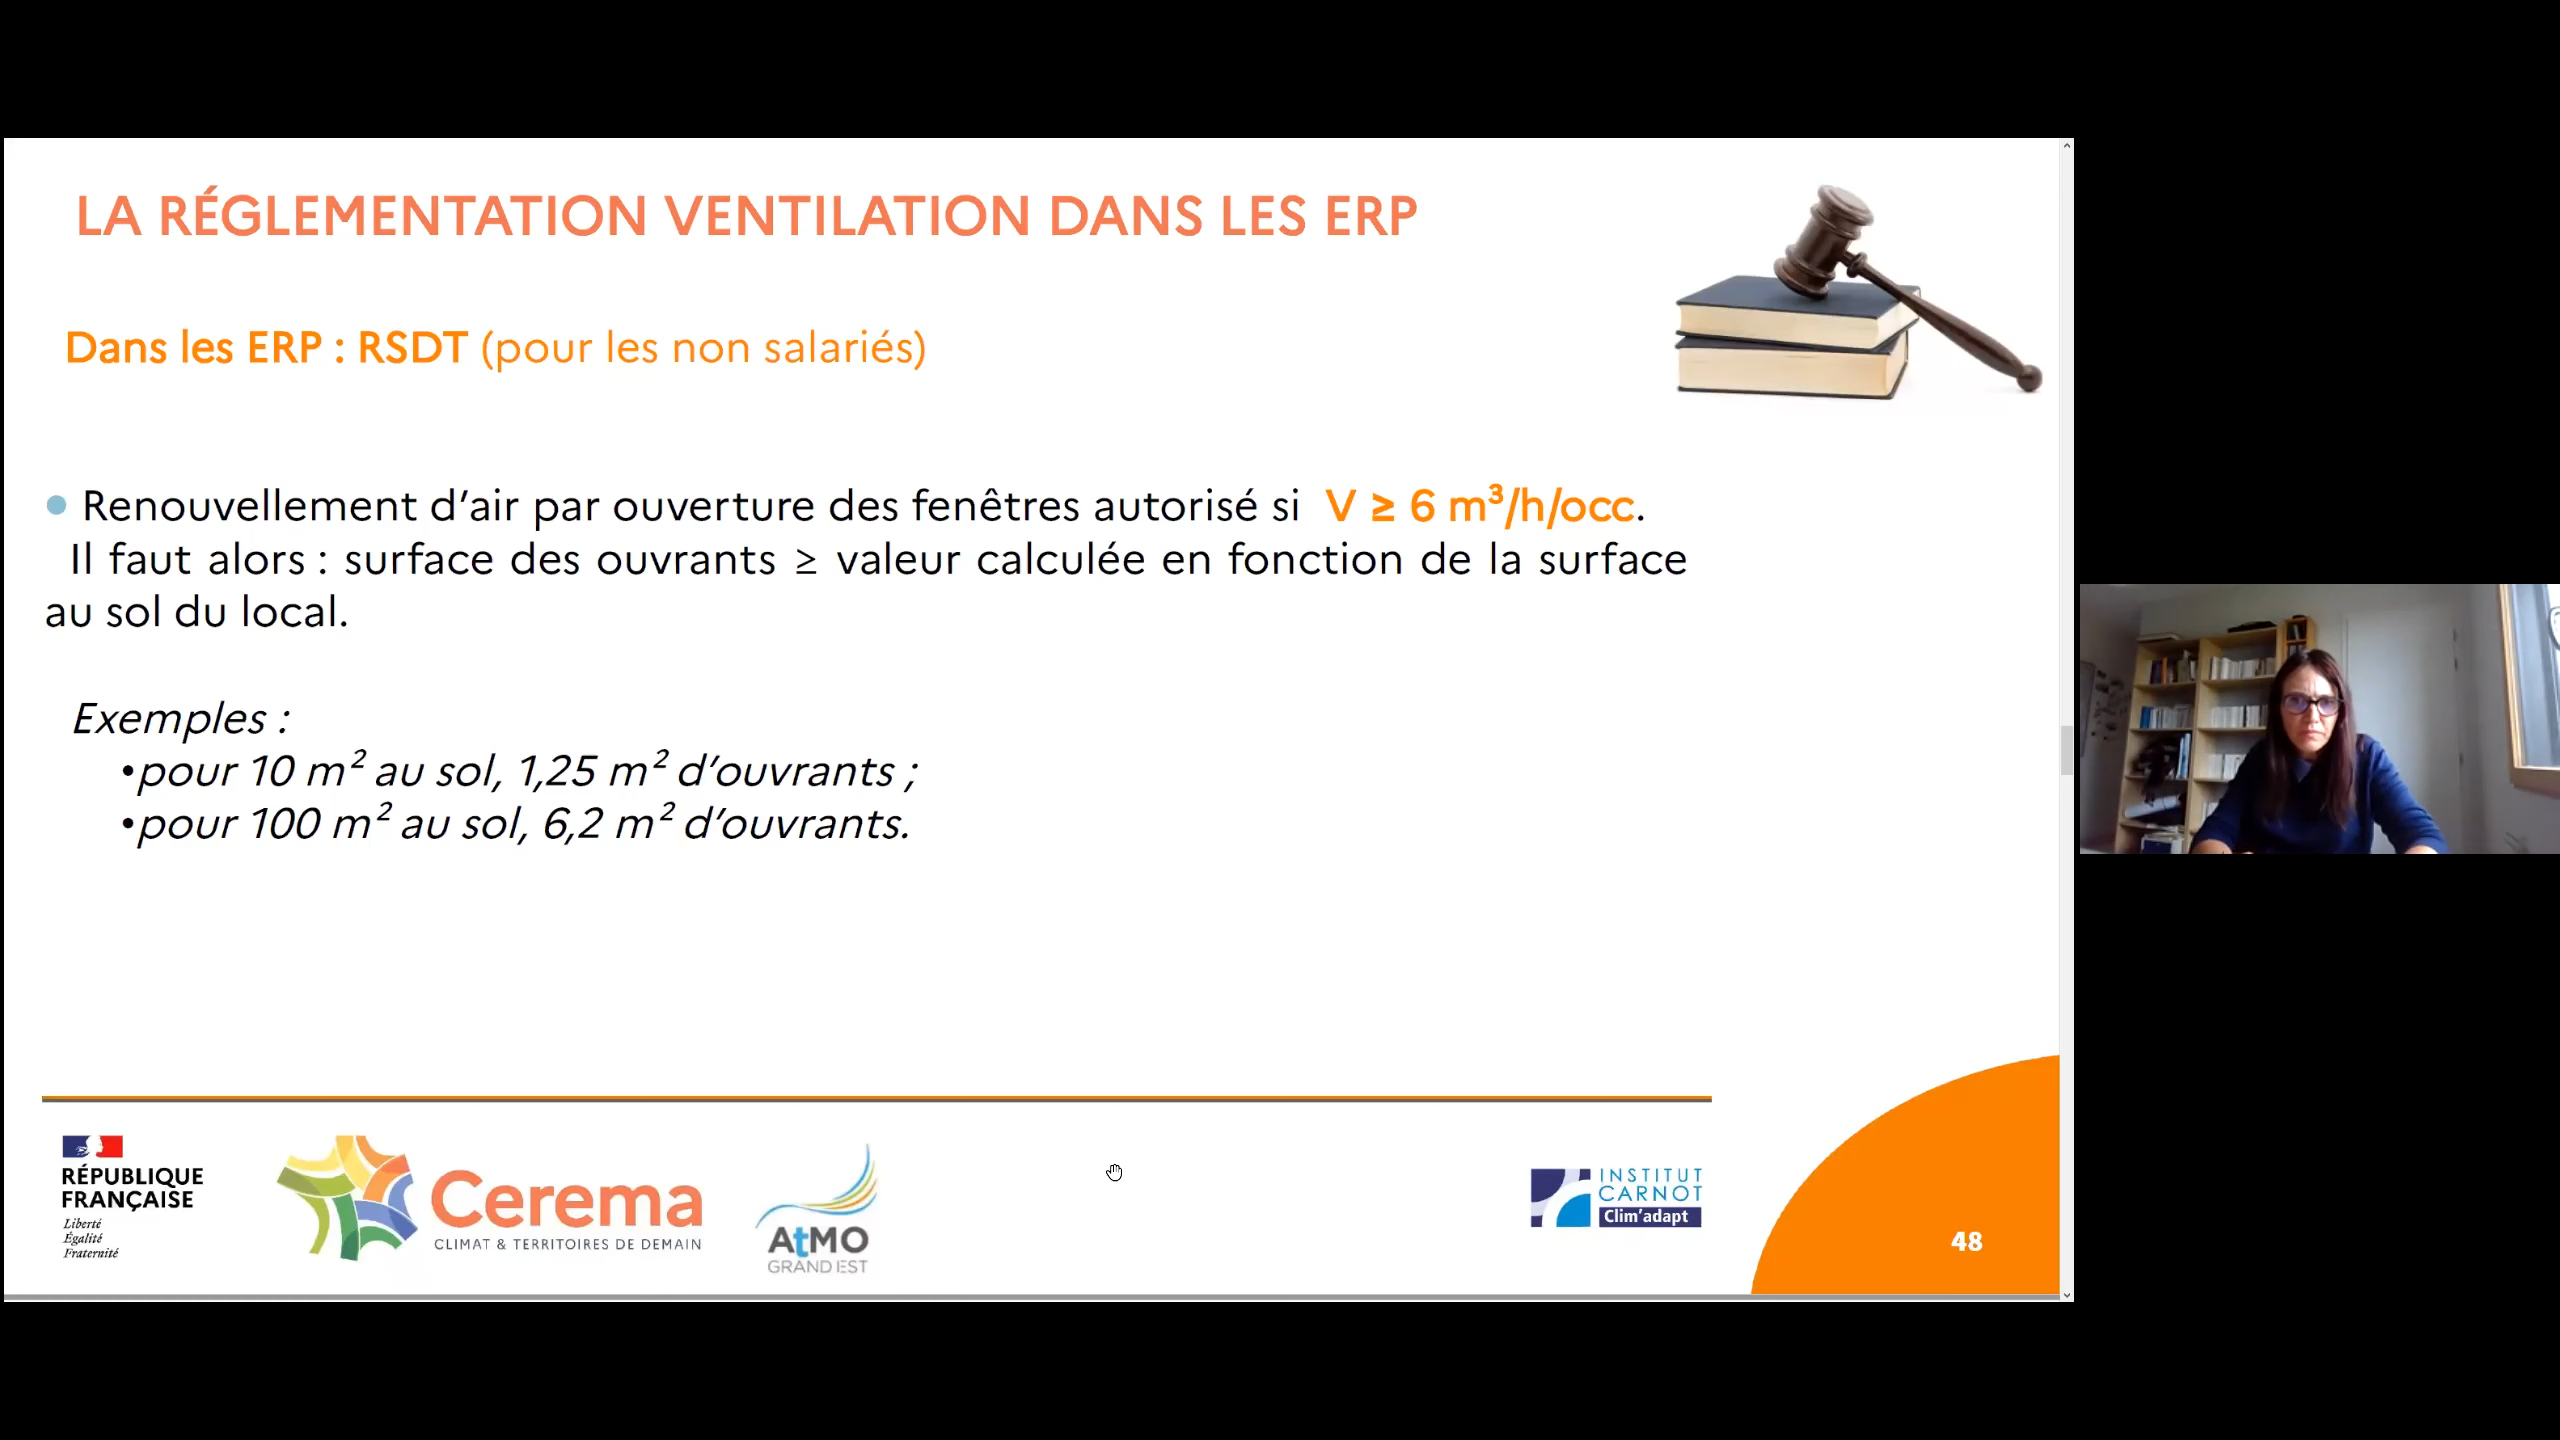 LA RÉGLEMENTATION VENTILATION DANS LES ERP
Dans les ERP : RSDT (pour les non salariés)
• Renouvellement d’air par ouverture des fenêtres autorisé si V ≥ 6 m³/h/occ.
Il faut alors : surface des ouvrants ≥ valeur calculée en fonction de la surface
au sol du local.
Exemples :
•pour 10 m² au sol, 1,25 m² d’ouvrants ;
•pour 100 m² au sol, 6,2 m² d’ouvrants.
RÉPUBLIQUE
FRANÇAISE
Liberté
Égalité
Fraternité
Cerema
CLIMAT & TERRITOIRES DE DEMAIN
AtMO
GRAND EST
INSTITUT
CARNOT
Clim’adapt
48